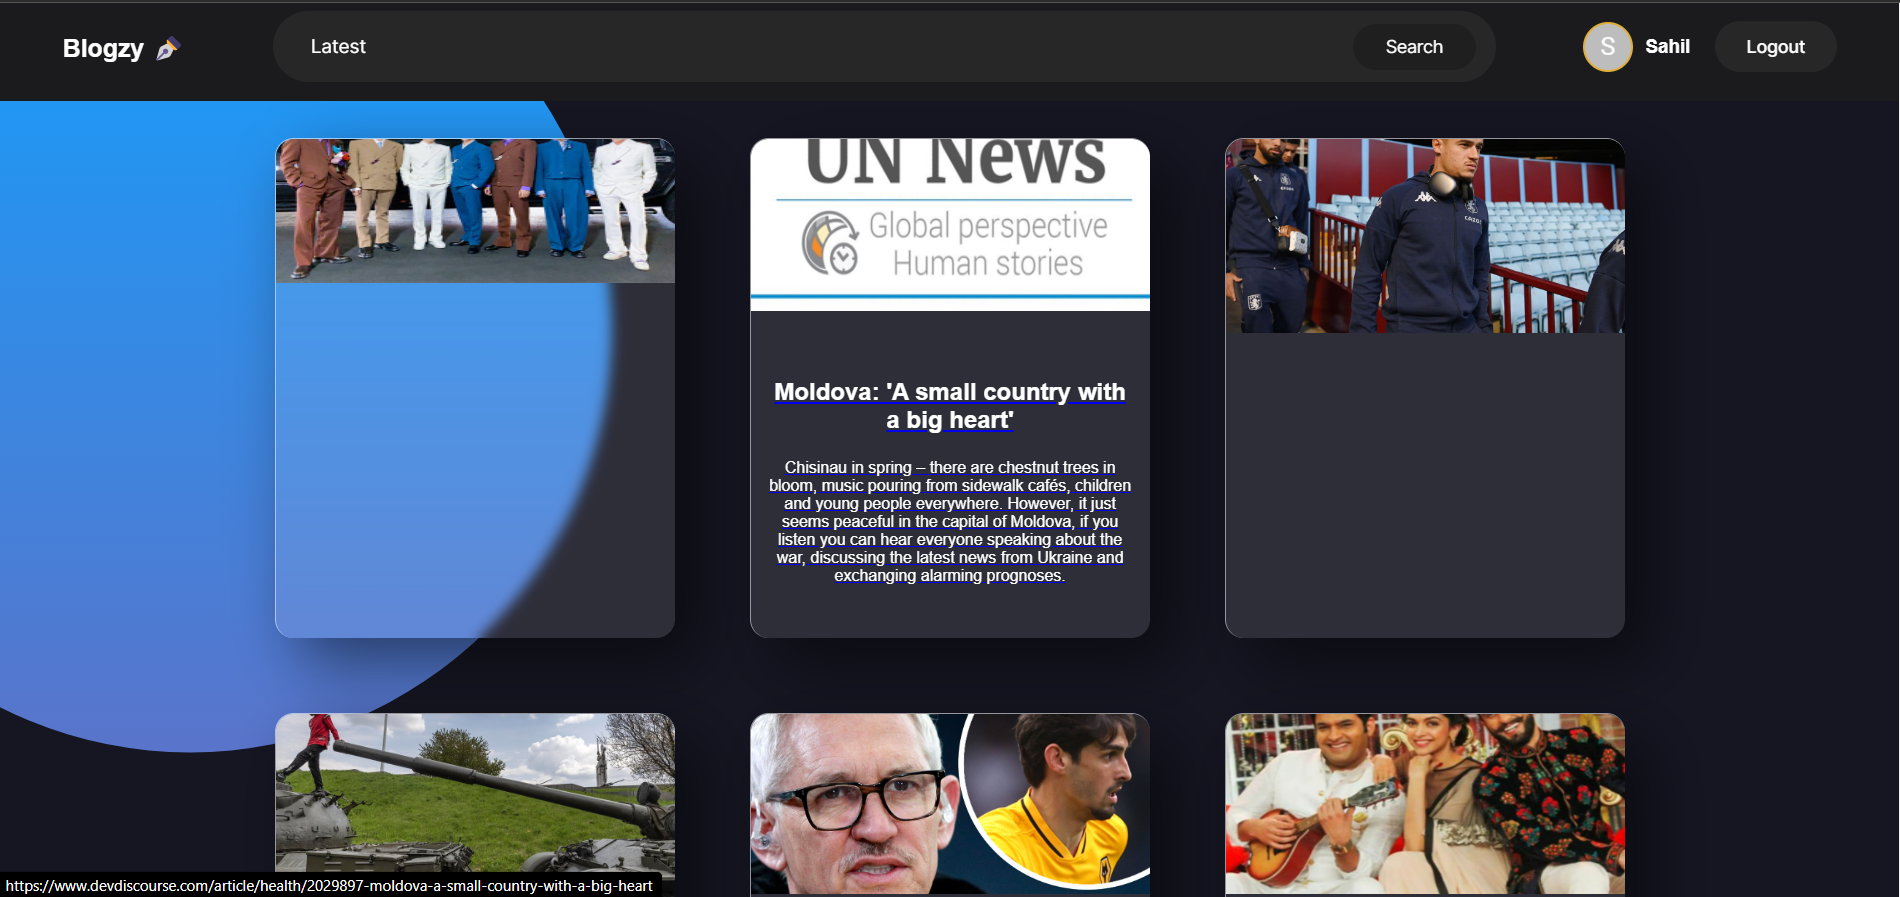 Blogzy
Latest
Search
S
Sahil
Logout
UN News
Global perspective
Human stories
Moldova: 'A small country with
a big heart'
Chisinau in spring – there are chestnut trees in
bloom, music pouring from sidewalk cafés, children
and young people everywhere. However, it just
seems peaceful in the capital of Moldova, if you
listen you can hear everyone speaking about the
war, discussing the latest news from Ukraine and
exchanging alarming prognoses.
https://www.devdiscourse.com/article/health/2029897-moldova-a-small-country-with-a-big-heart